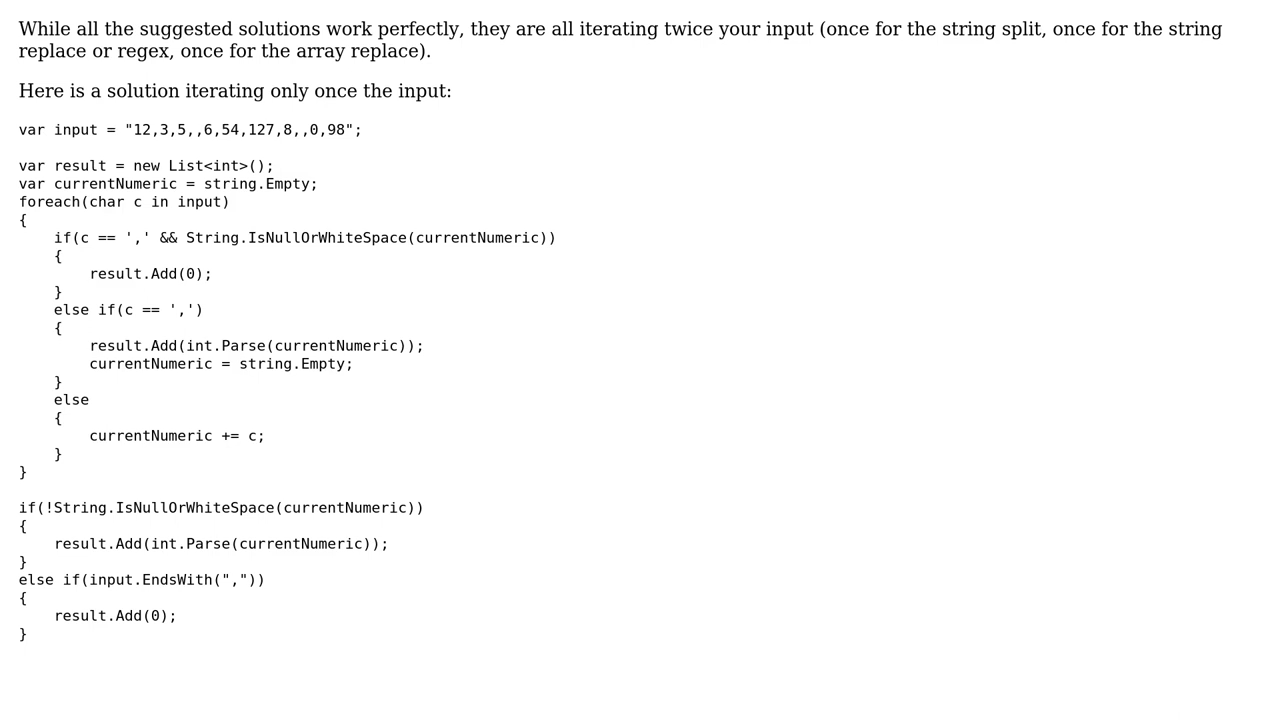 While all the suggested solutions work perfectly, they are all iterating twice your input (once for the string split, once for the string
replace or regex, once for the array replace).
Here is a solution iterating only once the input:
var input = "12,3,5,,6,54,127,8,,0,98";
var result = new List<int>();
var currentNumeric = string.Empty;
foreach(char c in input)
{
    if(c == ',' && String.IsNullOrWhiteSpace(currentNumeric))
    {
        result.Add(0);
    }
    else if(c == ',')
    {
        result.Add(int.Parse(currentNumeric));
        currentNumeric = string.Empty;
    }
    else
    {
        currentNumeric += c;
    }
}
if(!String.IsNullOrWhiteSpace(currentNumeric))
{
    result.Add(int.Parse(currentNumeric));
}
else if(input.EndsWith(","))
{
    result.Add(0);
}